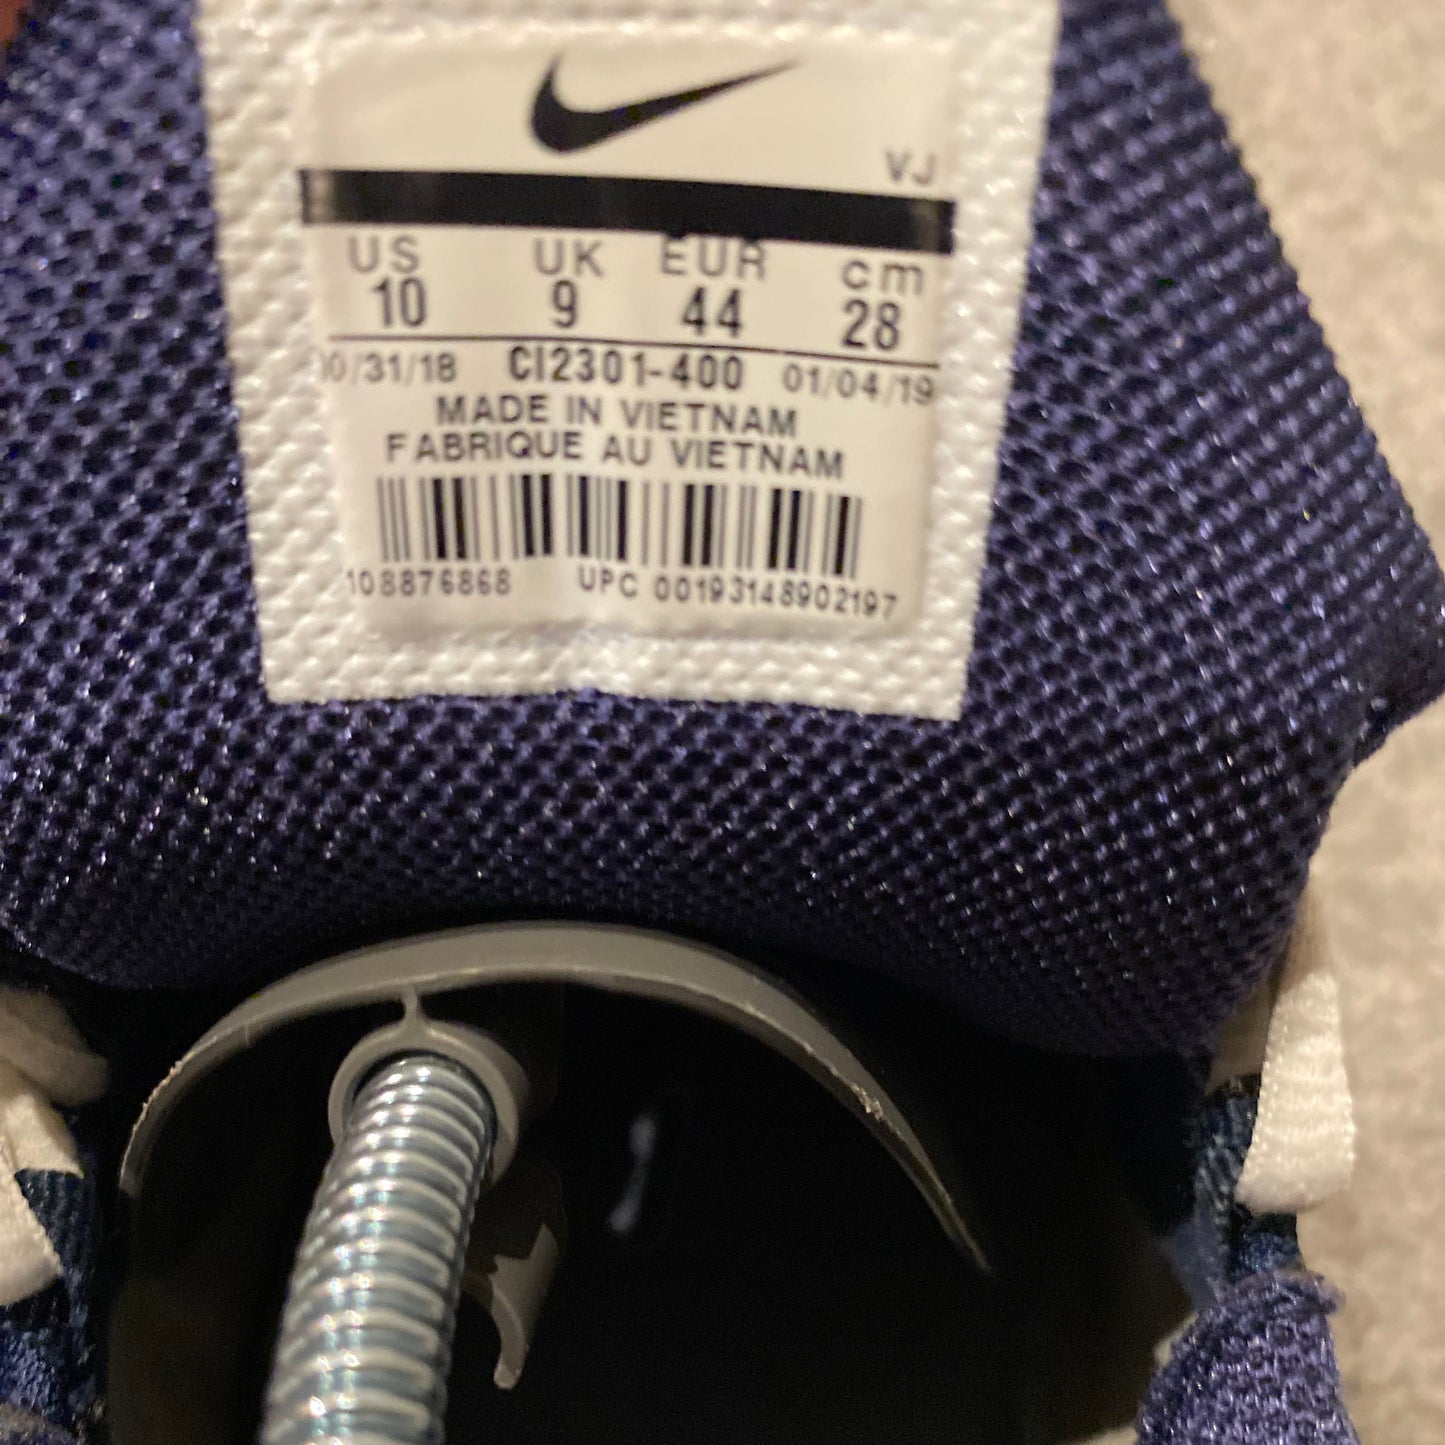 VJ
US UK EUR cm
10 9 44 28
0/31/18 CI2301-400 01/04/19
MADE IN VIETNAM
FABRIQUE AU VIETNAM
108876868 UPC 00193148902197